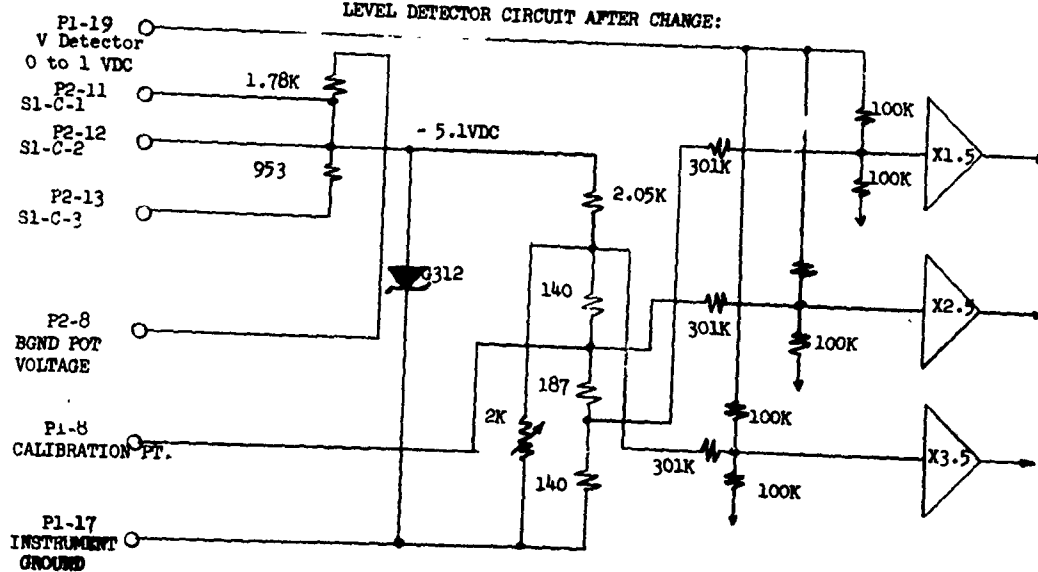 LEVEL DETECTOR CIRCUIT AFTER CHANGE:
P1-19
V Detector
0 to 1 VDC
P2-11
S1-C-1
1.78K
P2-12
S1-C-2
- 5.1VDC
953
P2-13
S1-C-3
2.05K
301K
100K
100K
X1.5
G312
140
P2-8
BGND POT
VOLTAGE
301K
100K
X2.5
187
2K
P1-8
CALIBRATION PT.
100K
301K
X3.5
140
100K
P1-17
INSTRUMENT
GROUND